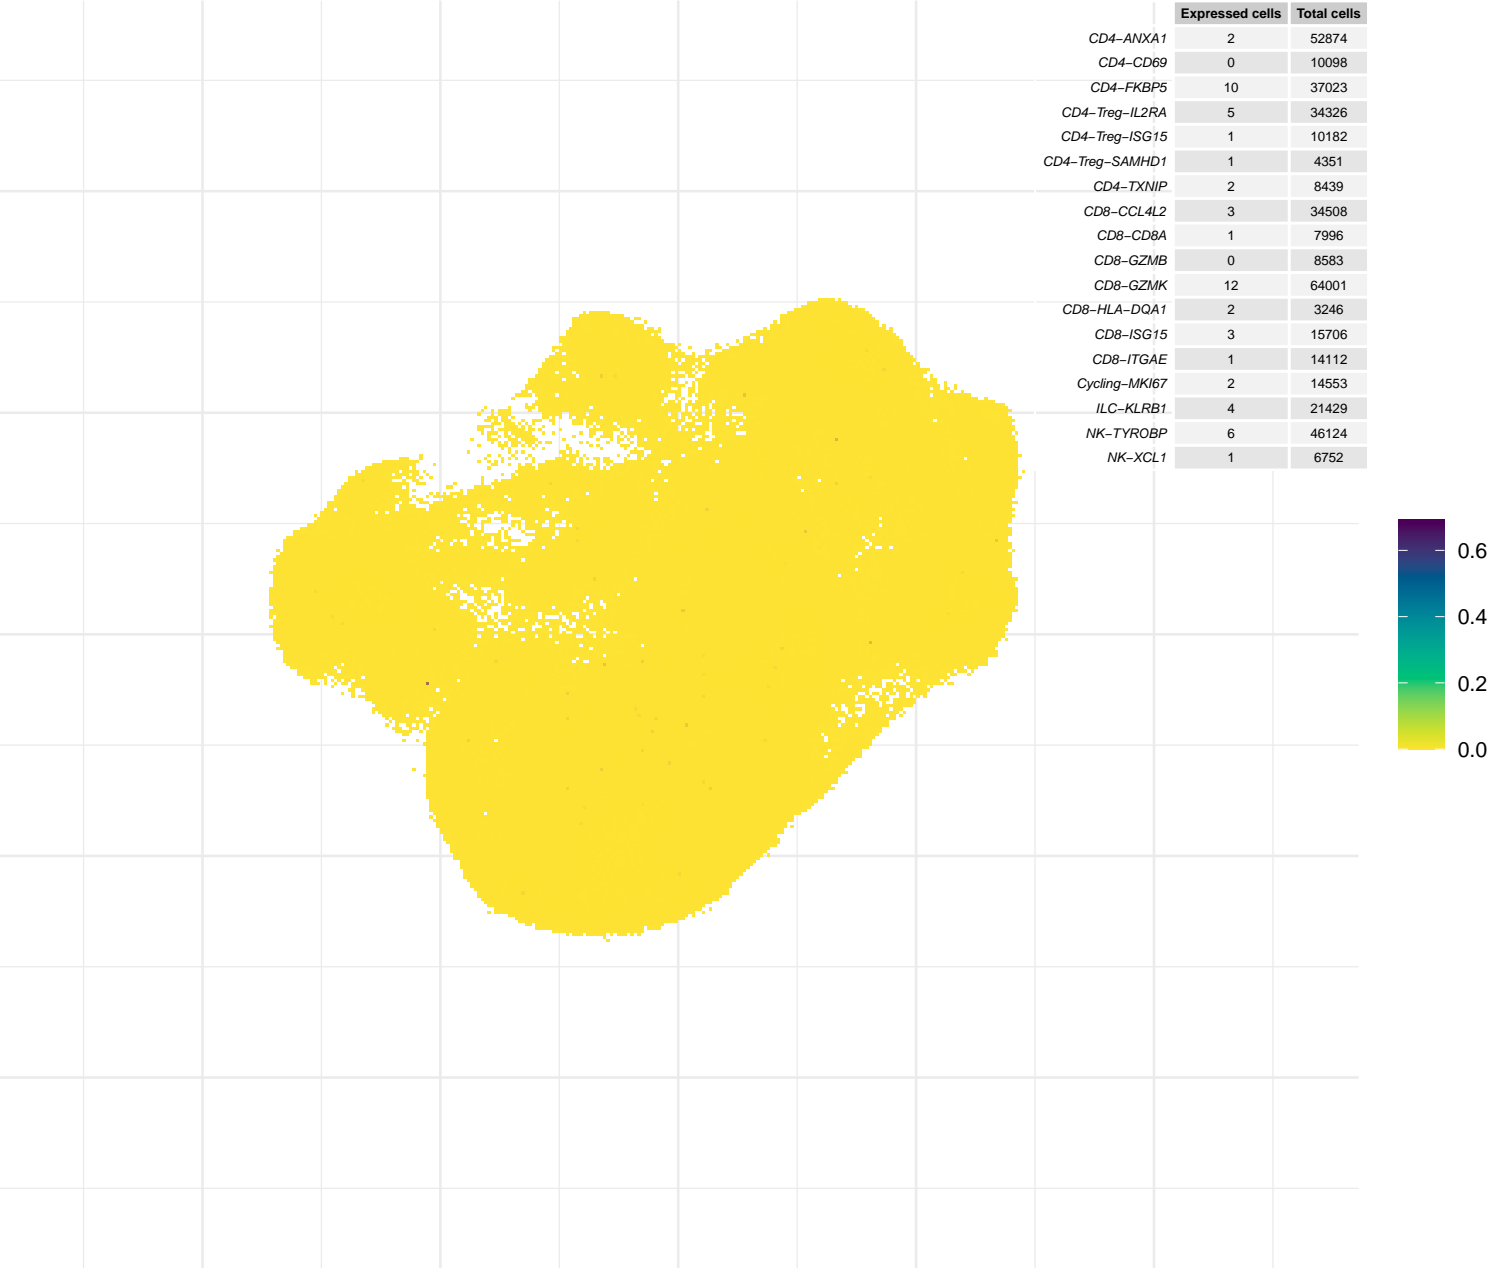 Expressed cells Total cells
CD4−ANXA1 2 52874
CD4−CD69 0 10098
CD4−FKBP5 10 37023
CD4−Treg−IL2RA 5 34326
CD4−Treg−ISG15 1 10182
CD4−Treg−SAMHD1 1 4351
CD4−TXNIP 2 8439
CD8−CCL4L2 3 34508
CD8−CD8A 1 7996
CD8−GZMB 0 8583
CD8−GZMK 12 64001
CD8−HLA−DQA1 2 3246
CD8−ISG15 3 15706
CD8−ITGAE 1 14112
Cycling−MKI67 2 14553
ILC−KLRB1 4 21429
NK−TYROBP 6 46124
NK−XCL1 1 6752
0.6
0.4
0.2
0.0